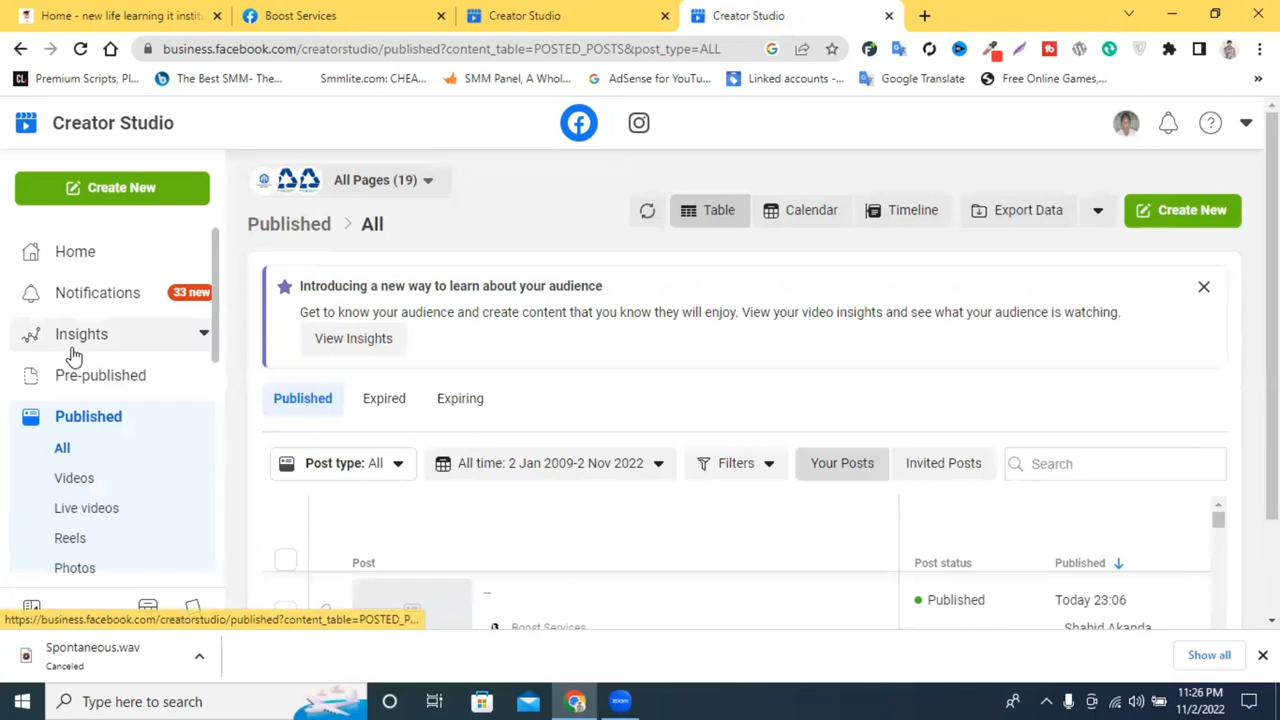 Home - new life learning it instit
Boost Services
Creator Studio
Creator Studio
business.facebook.com/creatorstudio/published?content_table=POSTED_POSTS&post_type=ALL
CL Premium Scripts, Pl...
The Best SMM- The...
Smmlite.com: CHEA...
SMM Panel, A Whol...
AdSense for YouTu...
Linked accounts -...
Google Translate
Free Online Games,...
»
Creator Studio
Create New
All Pages (19)
Table
Calendar
Timeline
Export Data
Create New
Published > All
Home
Notifications
33 new
Insights
Pre-published
Published
All
Videos
Live videos
Reels
Photos
Introducing a new way to learn about your audience
Get to know your audience and create content that you know they will enjoy. View your video insights and see what your audience is watching.
View Insights
Published
Expired
Expiring
Post type: All
All time: 2 Jan 2009-2 Nov 2022
Filters
Your Posts
Invited Posts
Search
Post
Post status
Published
--
Published
Today 23:06
Boost Services
Shahid Akanda
https://business.facebook.com/creatorstudio/published?content_table=POSTED_P...
Spontaneous.wav
Canceled
Show all
Type here to search
zoom
11:26 PM
11/2/2022